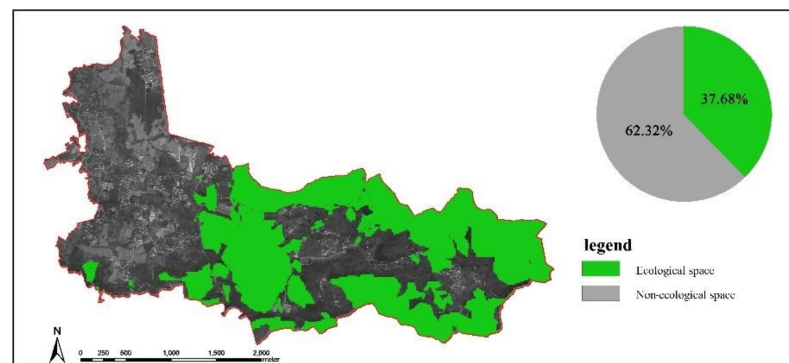 37.68%
62.32%
legend
Ecological space
Non-ecological space
N
0 250 500 1,000 1,500 2,000
meter